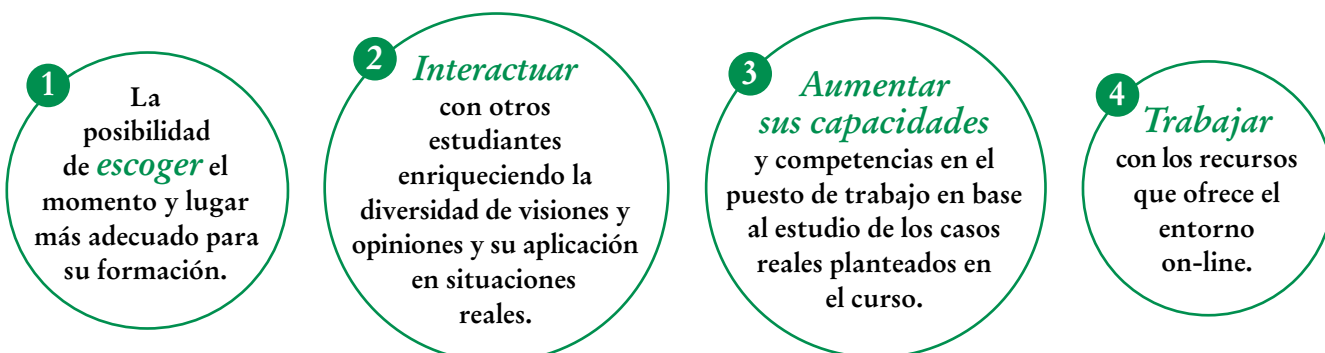 1
La
posibilidad
de escoger el
momento y lugar
más adecuado para
su formación.
2
Interactuar
con otros
estudiantes
enriqueciendo la
diversidad de visiones y
opiniones y su aplicación
en situaciones
reales.
3
Aumentar
sus capacidades
y competencias en el
puesto de trabajo en base
al estudio de los casos
reales planteados en
el curso.
4
Trabajar
con los recursos
que ofrece el
entorno
on-line.